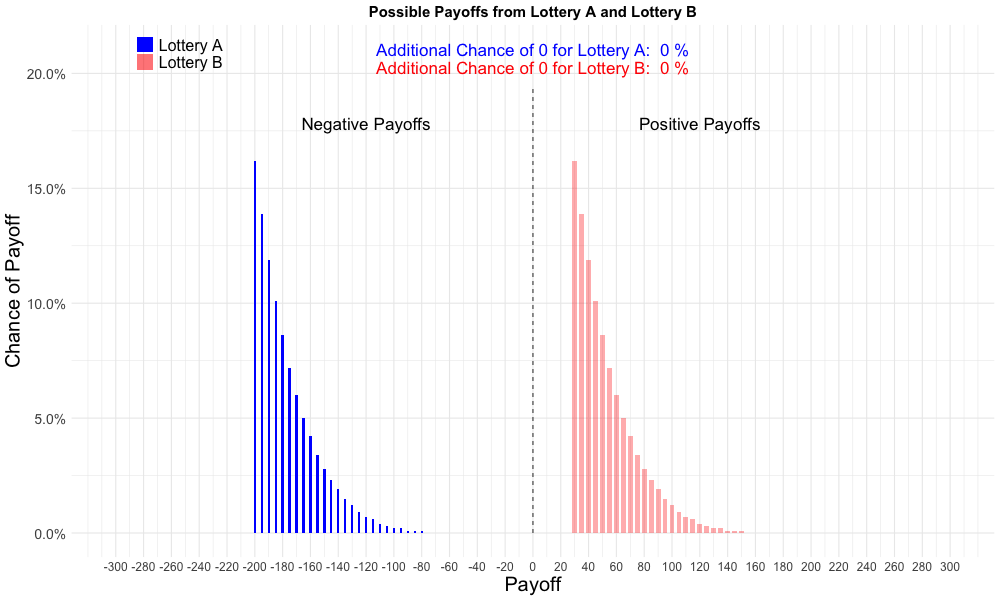 Possible Payoffs from Lottery A and Lottery B
Lottery A
Lottery B
Additional Chance of 0 for Lottery A: 0 %
Additional Chance of 0 for Lottery B: 0 %
Negative Payoffs
Positive Payoffs
Chance of Payoff
20.0%
15.0%
10.0%
5.0%
0.0%
-300 -280 -260 -240 -220 -200 -180 -160 -140 -120 -100 -80 -60 -40 -20 0 20 40 60 80 100 120 140 160 180 200 220 240 260 280 300
Payoff